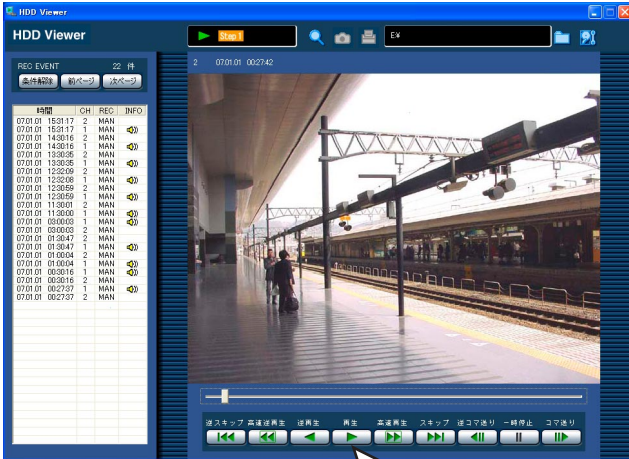 HDD Viewer
HDD Viewer
Step 1
E¥
REC EVENT 22 件
条件解除 前ページ 次ページ
2 07.01.01 00:27:42
時間 CH REC INFO
07.01.01 15:31:17 2 MAN
07.01.01 15:31:17 1 MAN
07.01.01 14:30:16 2 MAN
07.01.01 14:30:16 1 MAN
07.01.01 13:30:35 2 MAN
07.01.01 13:30:35 1 MAN
07.01.01 12:32:09 2 MAN
07.01.01 12:32:08 1 MAN
07.01.01 12:30:59 2 MAN
07.01.01 12:30:59 1 MAN
07.01.01 11:30:01 2 MAN
07.01.01 11:30:00 1 MAN
07.01.01 03:00:03 1 MAN
07.01.01 03:00:03 2 MAN
07.01.01 01:30:47 2 MAN
07.01.01 01:30:47 1 MAN
07.01.01 01:00:04 2 MAN
07.01.01 01:00:04 1 MAN
07.01.01 00:30:16 1 MAN
07.01.01 00:30:16 2 MAN
07.01.01 00:27:37 1 MAN
07.01.01 00:27:37 2 MAN
逆スキップ 高速逆再生 逆再生 再生 高速再生 スキップ 逆コマ送り 一時停止 コマ送り